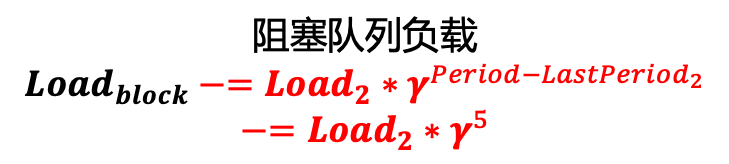 阻塞队列负载
Load_block −= Load_2 * γ^{Period−LastPeriod_2}
−= Load_2 * γ^5